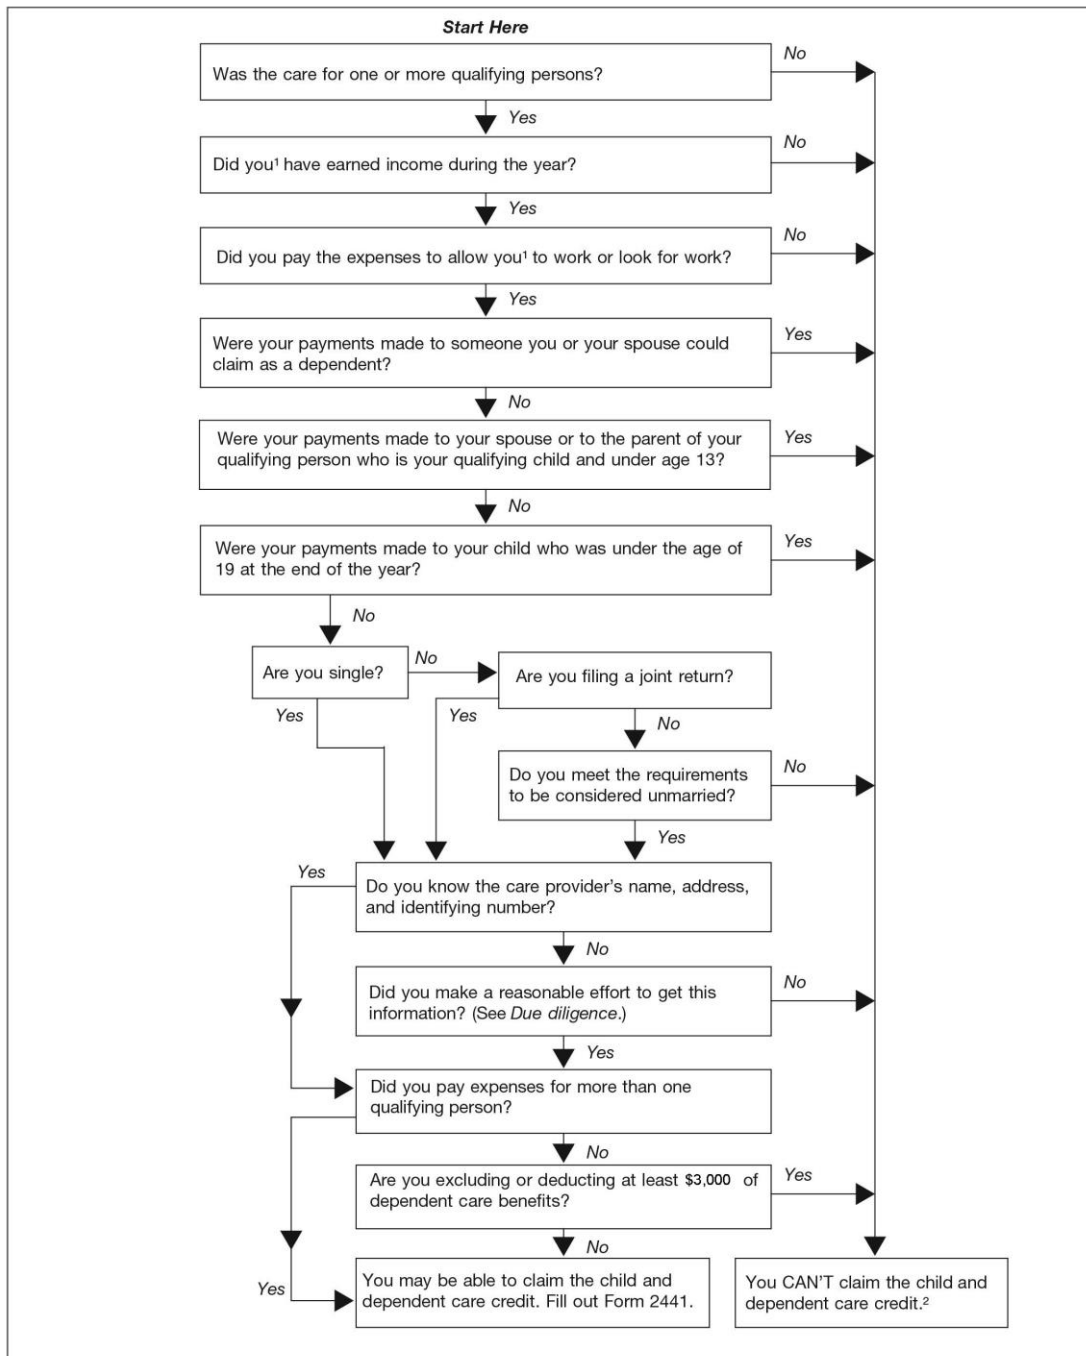 Start Here
Was the care for one or more qualifying persons?
No
Yes
Did you¹ have earned income during the year?
No
Yes
Did you pay the expenses to allow you¹ to work or look for work?
No
Yes
Were your payments made to someone you or your spouse could
claim as a dependent?
Yes
No
Were your payments made to your spouse or to the parent of your
qualifying person who is your qualifying child and under age 13?
Yes
No
Were your payments made to your child who was under the age of
19 at the end of the year?
Yes
No
Are you single?
No
Are you filing a joint return?
Yes
Yes
No
Do you meet the requirements
to be considered unmarried?
No
Yes
Do you know the care provider's name, address,
and identifying number?
Yes
No
Did you make a reasonable effort to get this
information? (See Due diligence.)
No
Yes
Did you pay expenses for more than one
qualifying person?
No
Are you excluding or deducting at least $3,000 of
dependent care benefits?
Yes
No
Yes
You may be able to claim the child and
dependent care credit. Fill out Form 2441.
You CAN'T claim the child and
dependent care credit.²